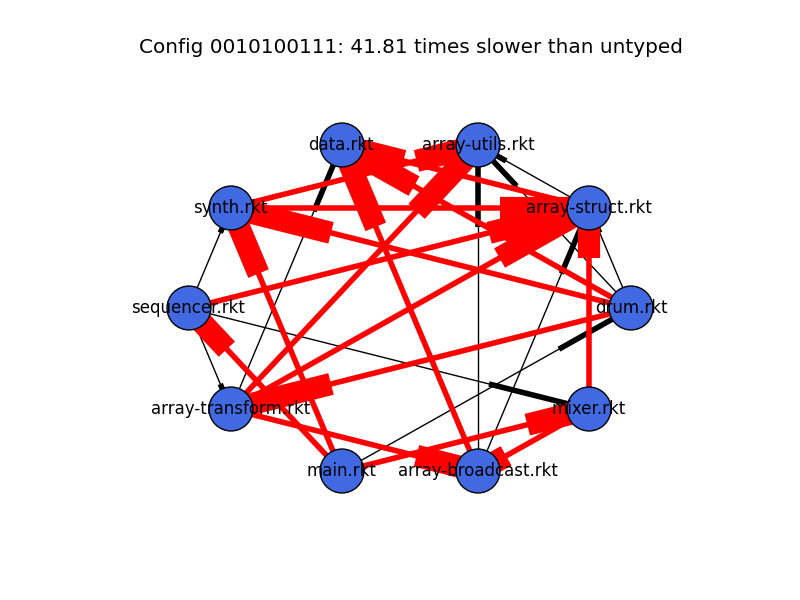 Config 0010100111: 41.81 times slower than untyped
data.rkt
array-utils.rkt
synth.rkt
array-struct.rkt
sequencer.rkt
drum.rkt
array-transform.rkt
mixer.rkt
main.rkt
array-broadcast.rkt